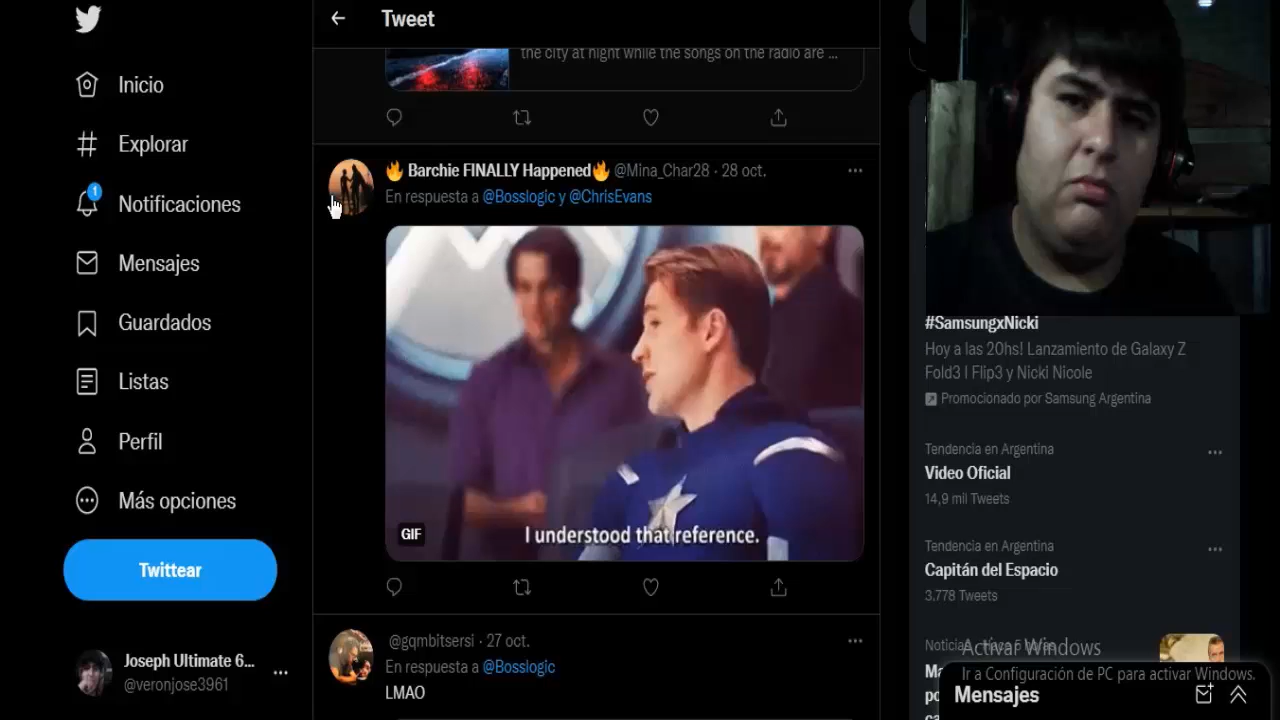 Tweet
the city at night while the songs on the radio are ...
Inicio
Explorar
1
Notificaciones
Mensajes
Guardados
Listas
Perfil
Más opciones
Twittear
Joseph Ultimate 6...
@veronjose3961
🔥 Barchie FINALLY Happened🔥 @Mina_Char28 · 28 oct.
En respuesta a @Bosslogic y @ChrisEvans
GIF
I understood that reference.
@gqmbitsersi · 27 oct.
En respuesta a @Bosslogic
LMAO
#SamsungxNicki
Hoy a las 20hs! Lanzamiento de Galaxy Z
Fold3 I Flip3 y Nicki Nicole
Promocionado por Samsung Argentina
Tendencia en Argentina
Video Oficial
14,9 mil Tweets
Tendencia en Argentina
Capitán del Espacio
3.778 Tweets
Activar Windows
Ir a Configuración de PC para activar Windows.
Mensajes